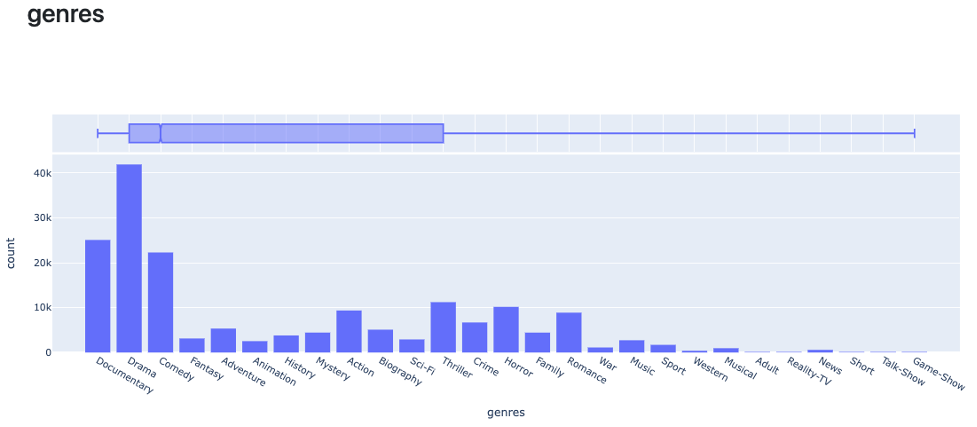 genres
40k
30k
20k
10k
0
count
Documentary
Drama
Comedy
Fantasy
Adventure
Animation
History
Mystery
Action
Biography
Sci-Fi
Thriller
Crime
Horror
Family
Romance
War
Music
Sport
Western
Musical
Adult
Reality-TV
News
Short
Talk-Show
Game-Show
genres